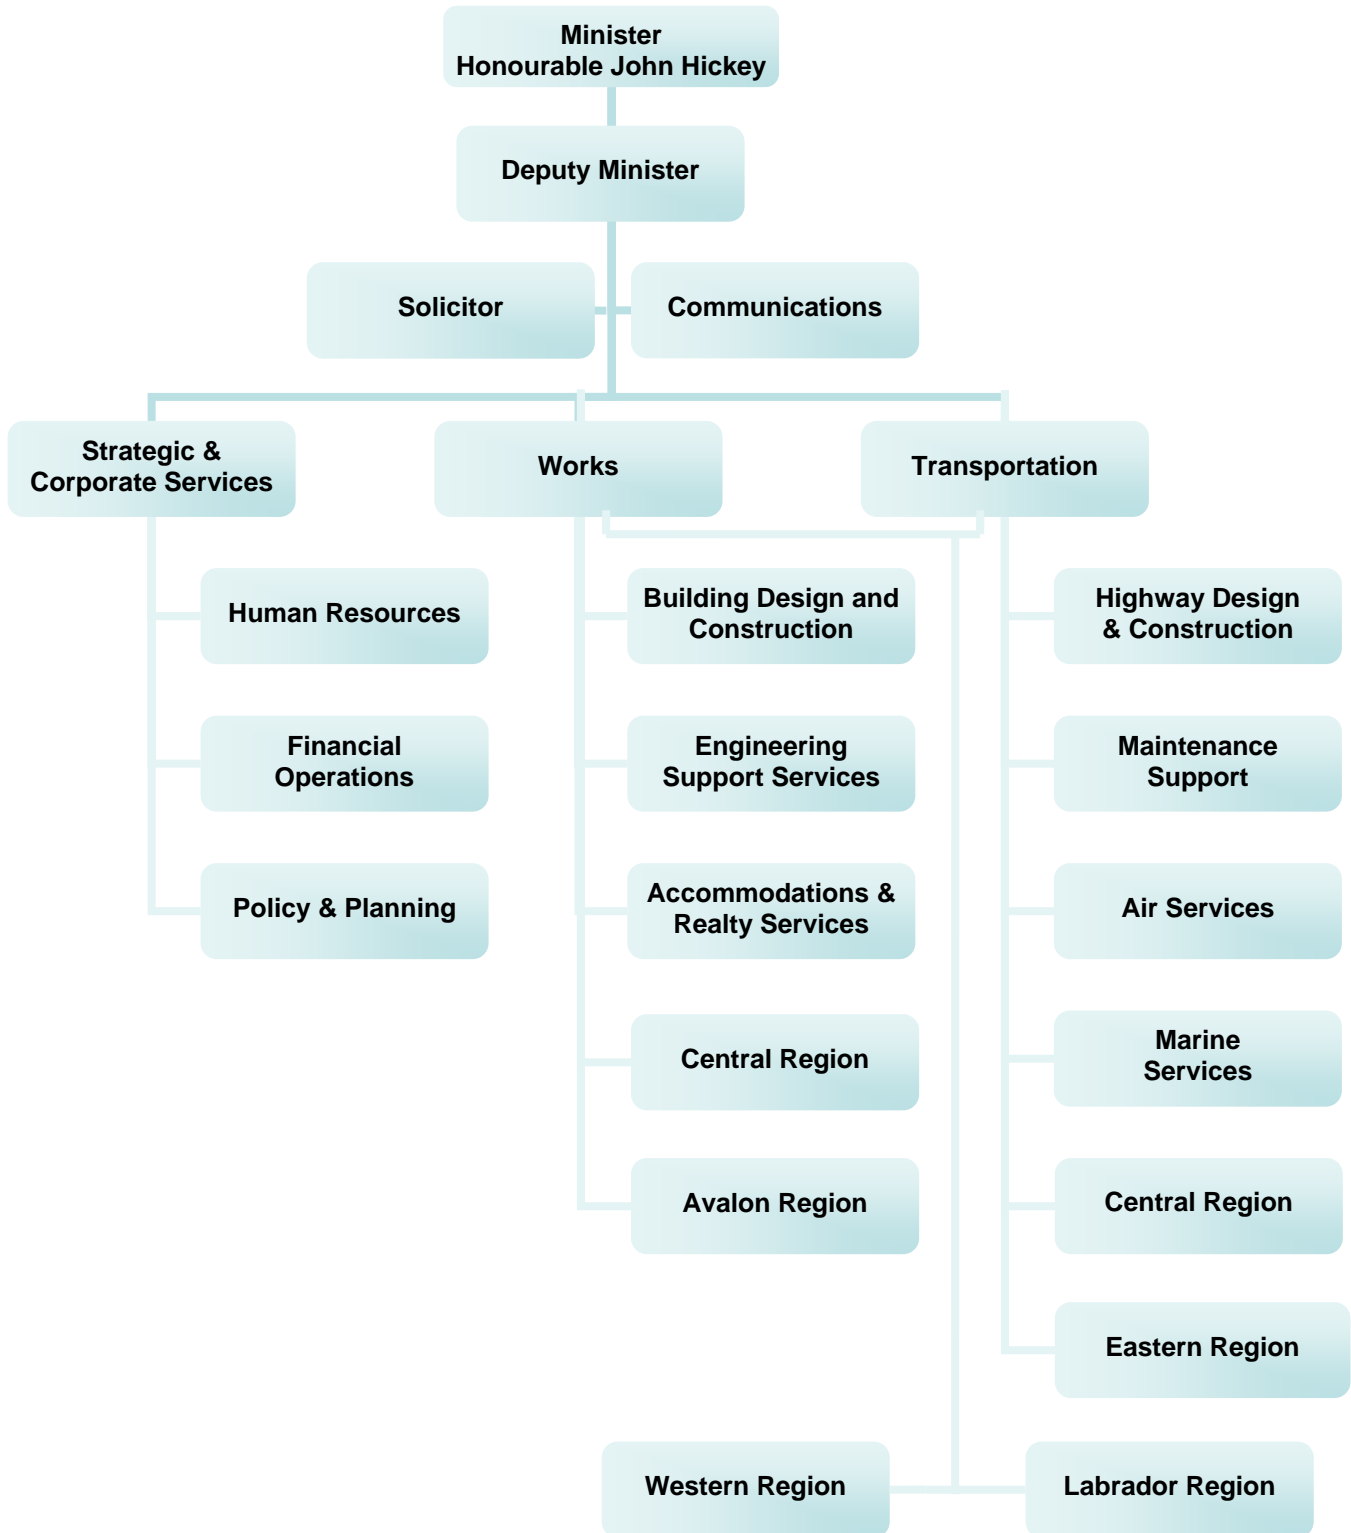 Minister
Honourable John Hickey
Deputy Minister
Solicitor
Communications
Strategic &
Corporate Services
Works
Transportation
Human Resources
Financial
Operations
Policy & Planning
Building Design and
Construction
Engineering
Support Services
Accommodations &
Realty Services
Central Region
Avalon Region
Highway Design
& Construction
Maintenance
Support
Air Services
Marine
Services
Central Region
Eastern Region
Western Region
Labrador Region